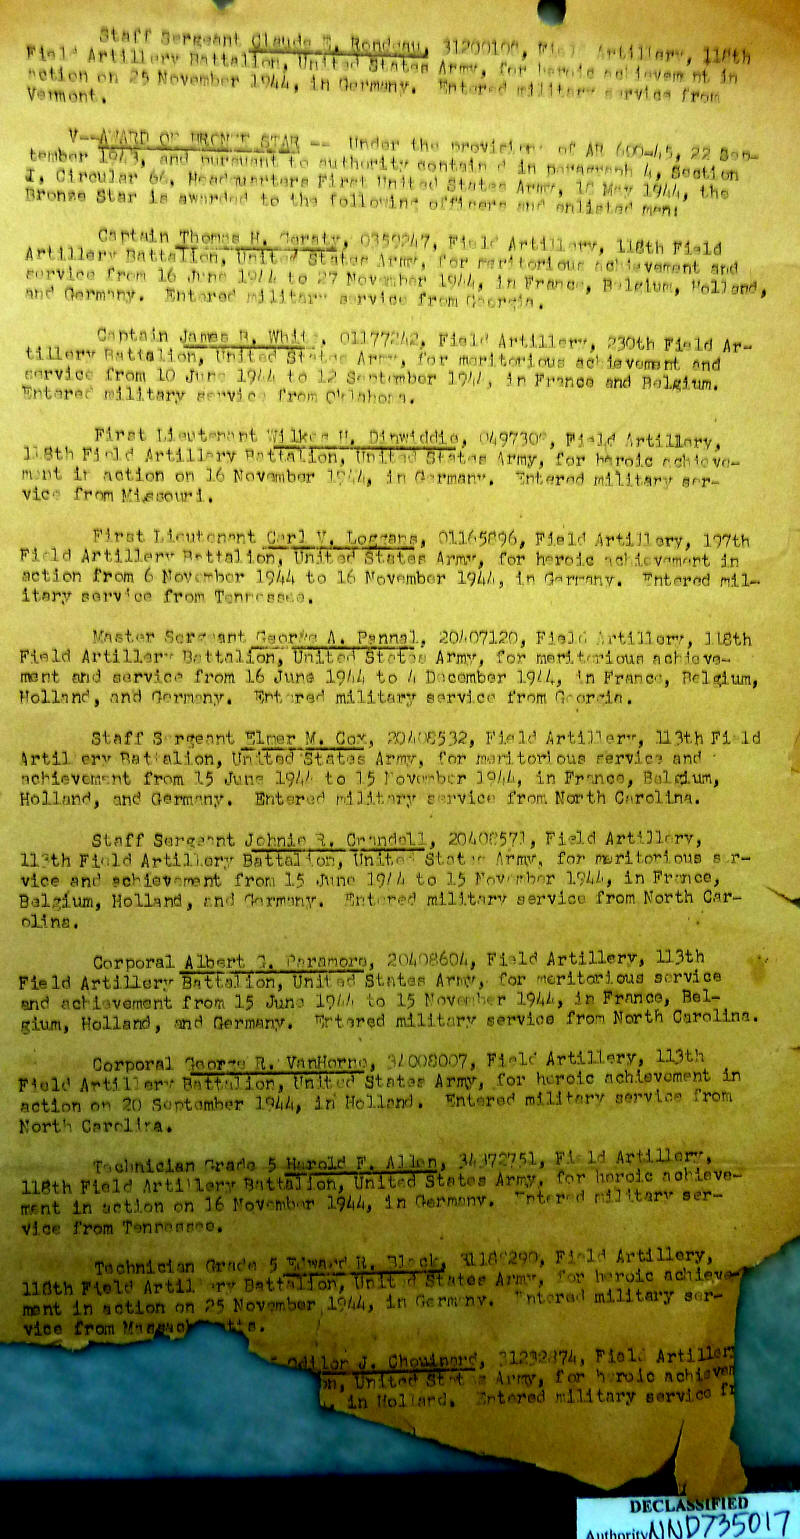 Staff Sergeant Claude Rondeau, Field Artillery, 118th
Field Artillery Battalion, United States Army, for heroic achievement in
action on 25 November 1944, in Germany. Entered military service from
Vermont.
V--AWARD OF BRONZE STAR -- Under the provisions of AR 600-45, 22 Sep-
tember 1943, and pursuant to authority contained in paragraph 4, Section
I, Circular 66, Headquarters First United States Army, May 1944, the
Bronze Star is awarded to the following officers and enlisted men:
Captain Thomas H. Field Artillery, 118th Field
Artillery Battalion, United States Army, for meritorious achievement and
service from 16 June 1944 to 27 November 1944, in France, Belgium, Holland,
and Germany. Entered military service from Georgia.
Captain James White, 01177242, Field Artillery, 230th Field Ar-
tillery Battalion, United States Army, for meritorious achievement and
service from 10 June 1944 to 12 September 1944, in France and Belgium.
Entered military service from Oklahoma.
First Lieutenant Dinwiddie, Field Artillery,
118th Field Artillery Battalion, United States Army, for heroic achieve-
ment in action on 16 November 1944, in Germany. Entered military ser-
vice from Missouri.
First Lieutenant Carl V. Loggans, 01165896, Field Artillery, 197th
Field Artillery Battalion, United States Army, for heroic achievement in
action from 6 November 1944 to 16 November 1944, in Germany. Entered mil-
itary service from Tennessee.
Master Sergeant George A. Pannal, 20407120, Field Artillery, 118th
Field Artillery Battalion, United States Army, for meritorious achieve-
ment and service from 16 June 1944 to 4 December 1944, in France, Belgium,
Holland, and Germany. Entered military service from Georgia.
Staff Sergeant Elmer M. Cox, 20408532, Field Artillery, 113th Field
Artillery Battalion, United States Army, for meritorious service and
achievement from 15 June 1944 to 15 November 1944, in France, Belgium,
Holland, and Germany. Entered military service from North Carolina.
Staff Sergeant Johnie R. Crandell, 20408571, Field Artillery,
113th Field Artillery Battalion, United States Army, for meritorious ser-
vice and achievement from 15 June 1944 to 15 November 1944, in France,
Belgium, Holland, and Germany. Entered military service from North Car-
olina.
Corporal Albert Paramore, 20408604, Field Artillery, 113th
Field Artillery Battalion, United States Army, for meritorious service
and achievement from 15 June 1944 to 15 November 1944, in France, Bel-
gium, Holland, and Germany. Entered military service from North Carolina.
Corporal George R. VanHorne, 34008007, Field Artillery, 113th
Field Artillery Battalion, United States Army, for heroic achievement in
action on 20 September 1944, in Holland. Entered military service from
North Carolina.
Technician Grade 5 Harold F. Allen, 34372751, Field Artillery,
118th Field Artillery Battalion, United States Army, for heroic achieve-
ment in action on 16 November 1944, in Germany. Entered military ser-
vice from Tennessee.
Technician Grade 5 Edward R. Black, Field Artillery,
118th Field Artillery Battalion, United States Army, for heroic achieve-
ment in action on 25 November 1944, in Germany. Entered military ser-
vice from Massachusetts.
J. Chouinard, 31232874, Field Artillery
on, United States Army, for heroic achieve
in Holland. Entered military service
DECLASSIFIED
Authority NND735017